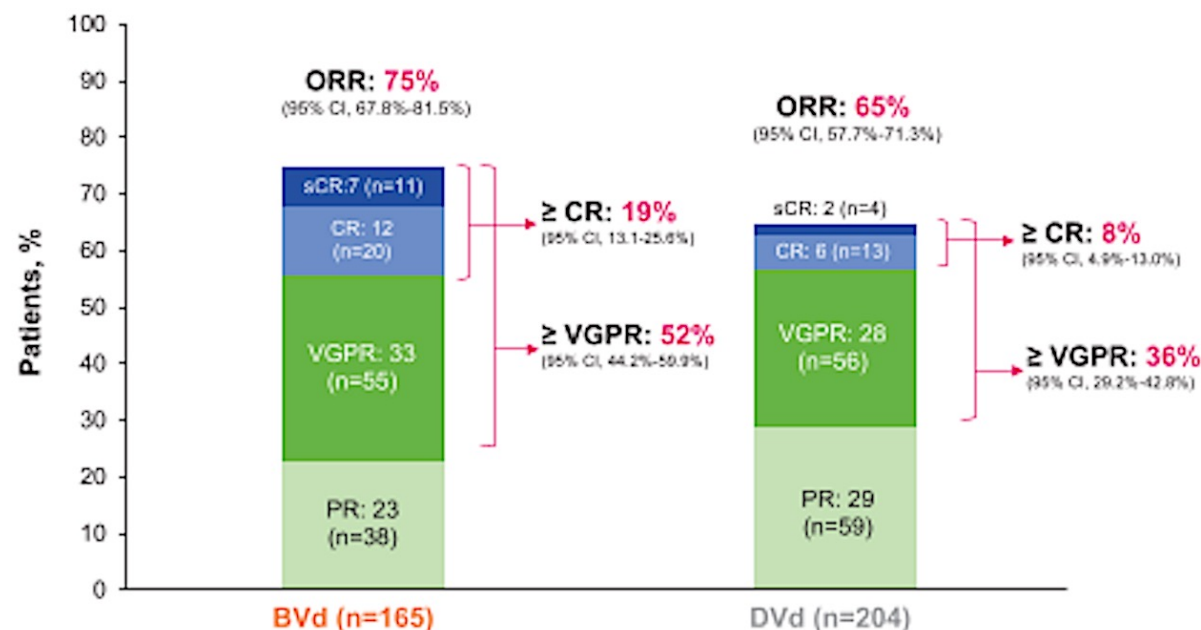 Patients, %
100
90
80
70
60
50
40
30
20
10
0
ORR: 75%
(95% CI, 67.8%-81.5%)
sCR:7 (n=11)
CR: 12
(n=20)
VGPR: 33
(n=55)
PR: 23
(n=38)
≥ CR: 19%
(95% CI, 13.1-25.6%)
≥ VGPR: 52%
(95% CI, 44.2%-59.9%)
BVd (n=165)
ORR: 65%
(95% CI, 57.7%-71.3%)
sCR: 2 (n=4)
CR: 6 (n=13)
VGPR: 28
(n=56)
PR: 29
(n=59)
≥ CR: 8%
(95% CI, 4.9%-13.0%)
≥ VGPR: 36%
(95% CI, 29.2%-42.8%)
DVd (n=204)